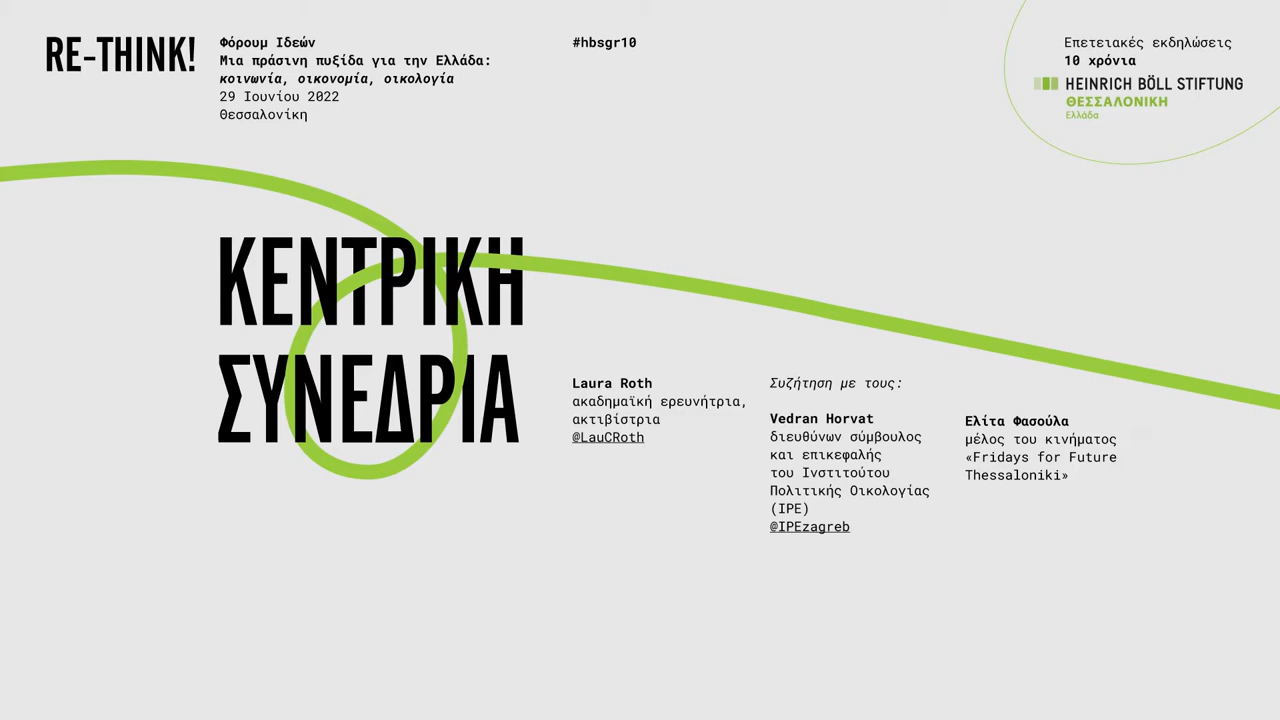 RE-THINK!
Φόρουμ Ιδεών
Μια πράσινη πυξίδα για την Ελλάδα:
κοινωνία, οικονομία, οικολογία
29 Ιουνίου 2022
Θεσσαλονίκη
#hbsgr10
Επετειακές εκδηλώσεις
10 χρόνια
HEINRICH BÖLL STIFTUNG
ΘΕΣΣΑΛΟΝΙΚΗ
Ελλάδα
ΚΕΝΤΡΙΚΗ
ΣΥΝΕΔΡΙΑ
Laura Roth
ακαδημαϊκή ερευνήτρια,
ακτιβίστρια
@LauCRoth
Συζήτηση με τους:
Vedran Horvat
διευθύνων σύμβουλος
και επικεφαλής
του Ινστιτούτου
Πολιτικής Οικολογίας
(IPE)
@IPEzagreb
Ελίτα Φασούλα
μέλος του κινήματος
«Fridays for Future
Thessaloniki»